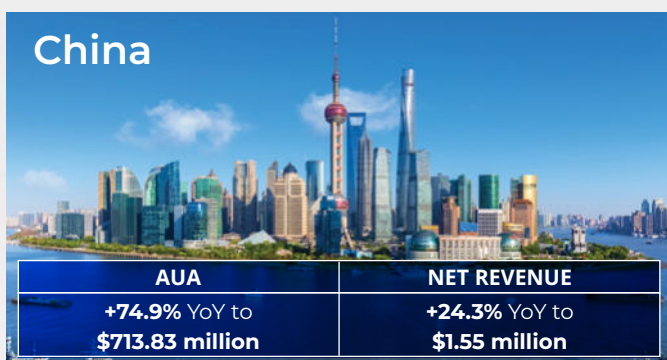 China
AUA
NET REVENUE
+74.9% YoY to
$713.83 million
+24.3% YoY to
$1.55 million